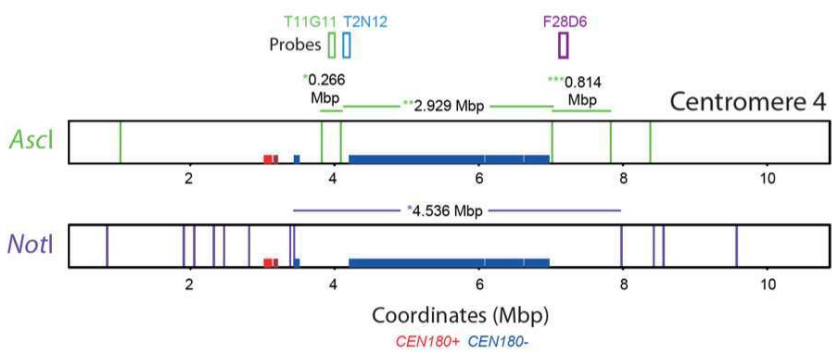 T11G11 T2N12 F28D6
Probes
*0.266
Mbp
**2.929 Mbp
***0.814
Mbp
Centromere 4
AscI
2 4 6 8 10
*4.536 Mbp
NotI
2 4 6 8 10
Coordinates (Mbp)
CEN180+ CEN180-